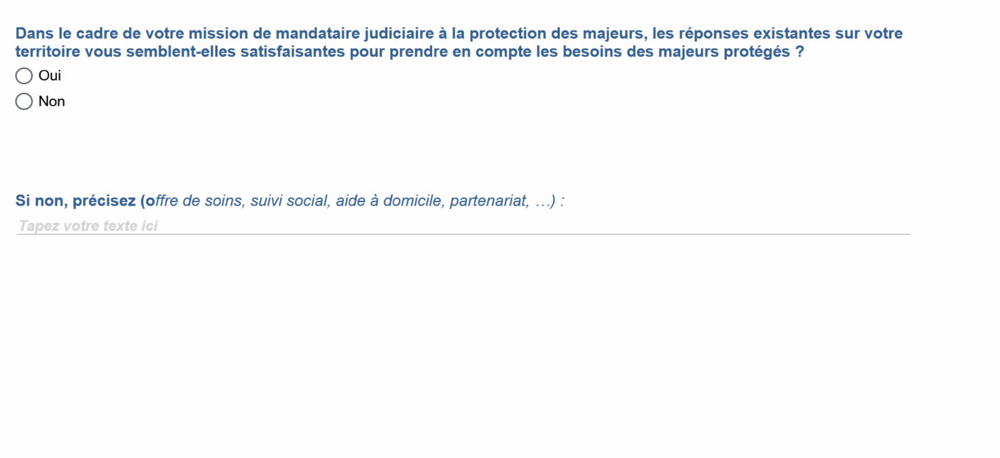 Dans le cadre de votre mission de mandataire judiciaire à la protection des majeurs, les réponses existantes sur votre
territoire vous semblent-elles satisfaisantes pour prendre en compte les besoins des majeurs protégés ?
Oui
Non
Si non, précisez (offre de soins, suivi social, aide à domicile, partenariat, …) :
Tapez votre texte ici